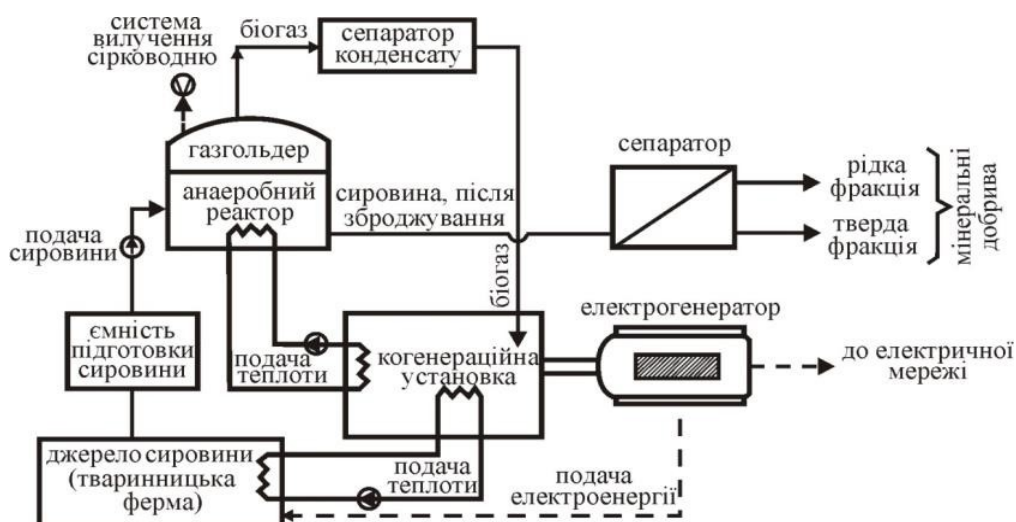 система
вилучення
сірководню
біогаз
сепаратор
конденсату
газгольдер
анаеробний
реактор
сировина, після
зброджування
сепаратор
рідка
фракція
тверда
фракція
мінеральні
добрива
подача
сировини
біогаз
ємність
підготовки
сировини
подача
теплоти
когенераційна
установка
електрогенератор
до електричної
мережі
джерело сировини
(тваринницька
ферма)
подача
теплоти
подача
електроенергії